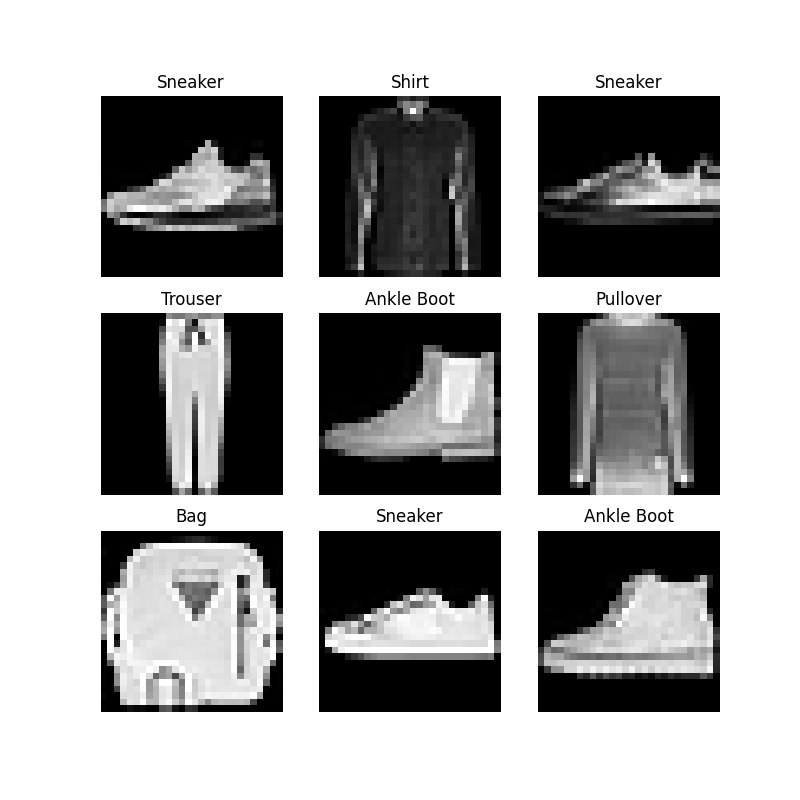 Sneaker
Shirt
Sneaker
Trouser
Ankle Boot
Pullover
Bag
Sneaker
Ankle Boot